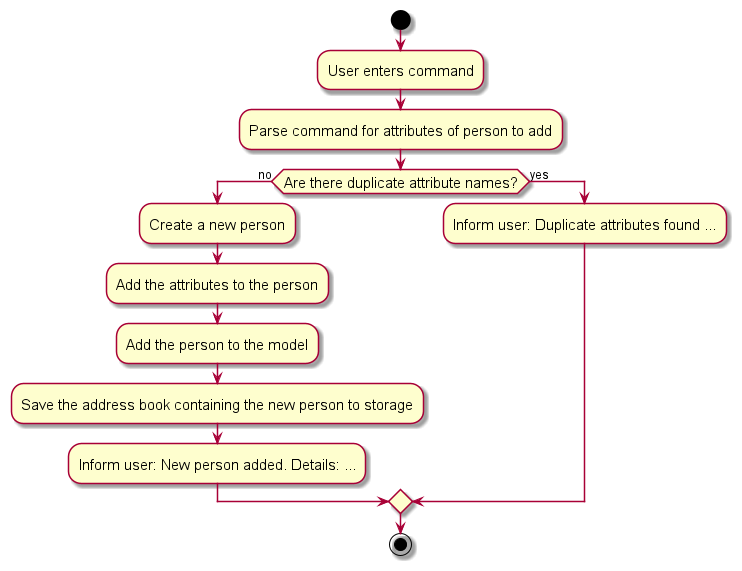 User enters command
Parse command for attributes of person to add
no
Are there duplicate attribute names?
yes
Create a new person
Inform user: Duplicate attributes found ...
Add the attributes to the person
Add the person to the model
Save the address book containing the new person to storage
Inform user: New person added. Details: ...